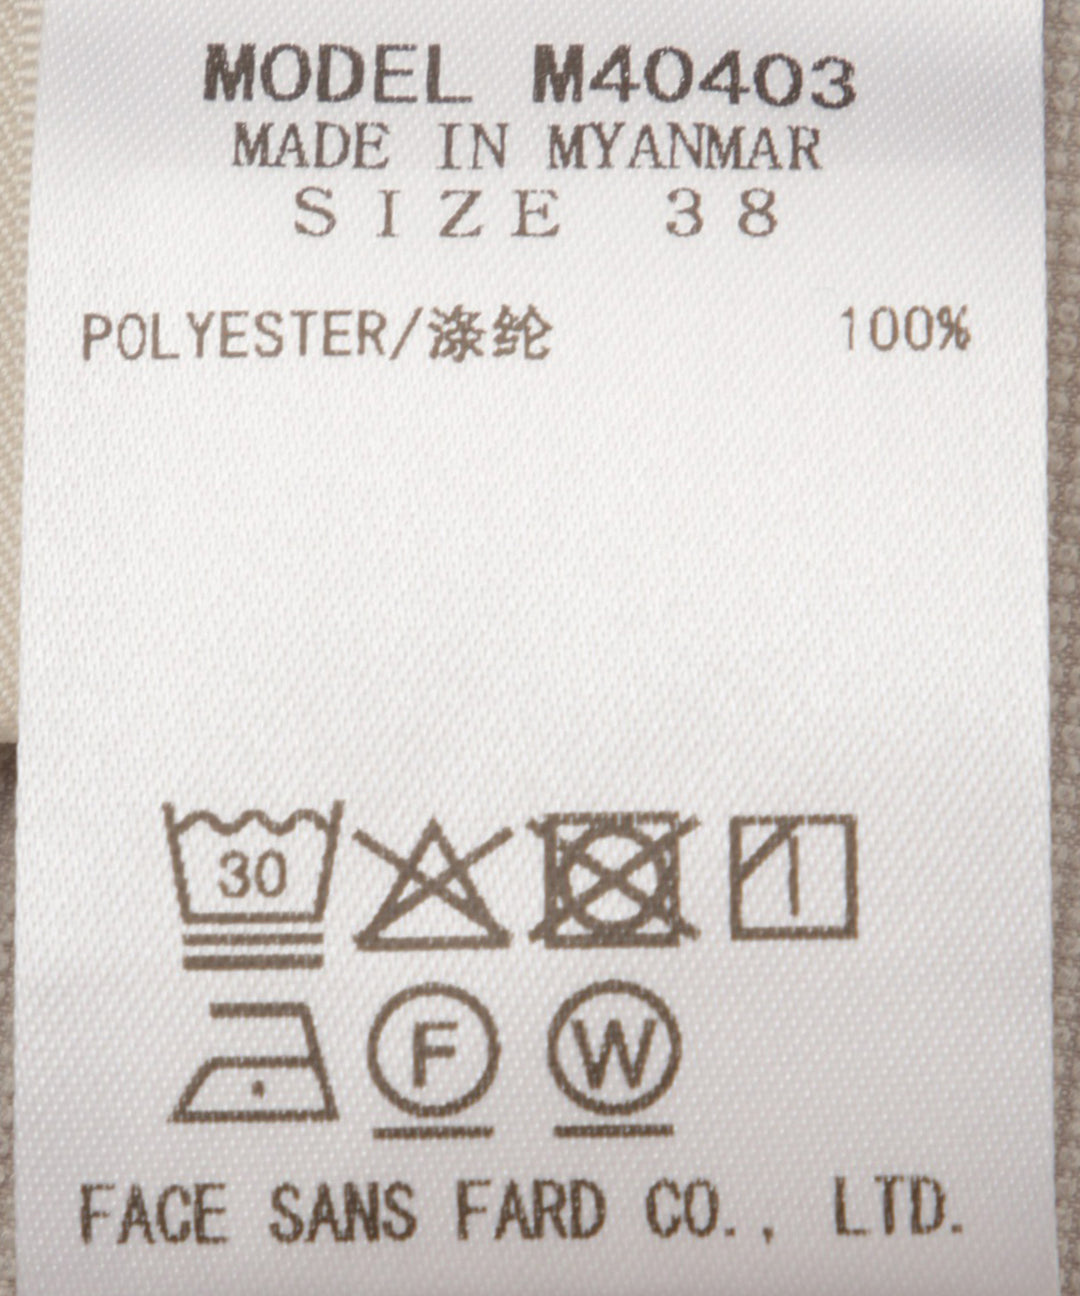 MODEL M40403
MADE IN MYANMAR
SIZE 38
POLYESTER/涤纶 100%
30
F W
FACE SANS FARD CO., LTD.